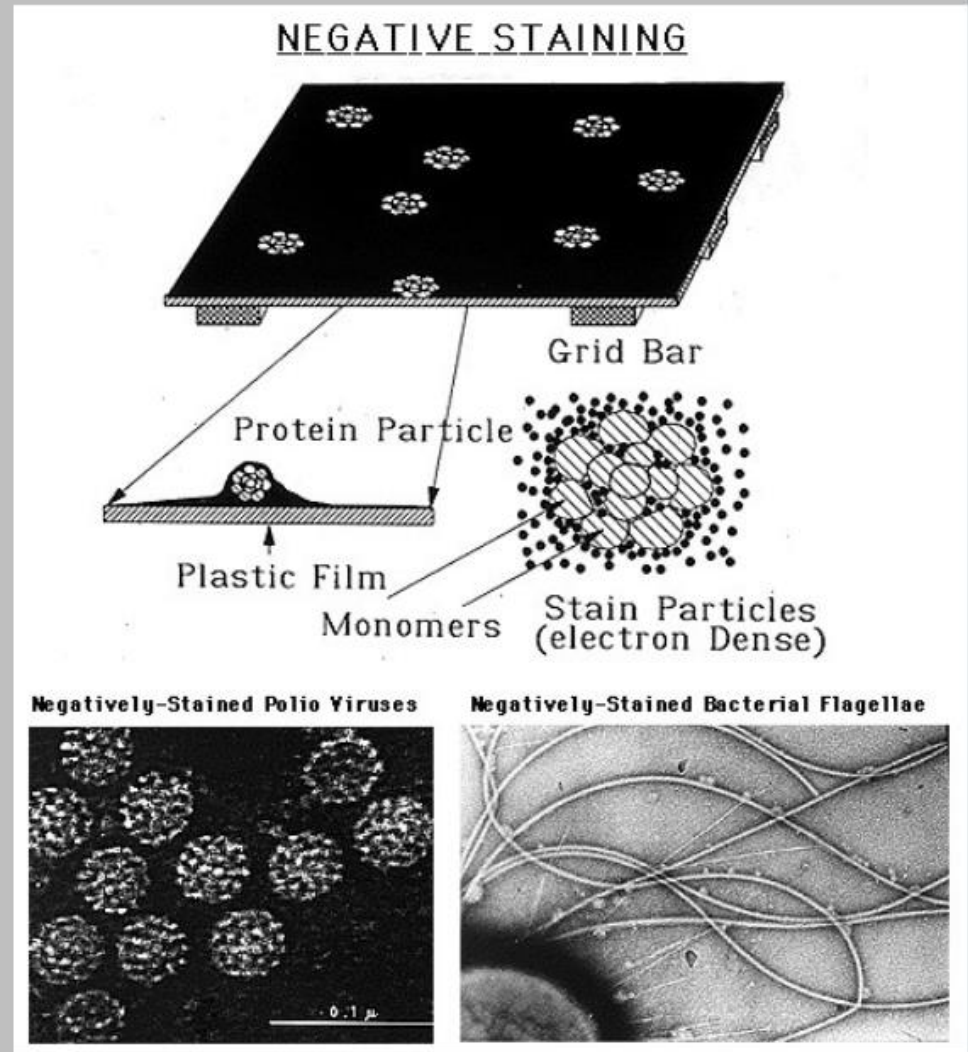 NEGATIVE STAINING
Grid Bar
Protein Particle
Plastic Film
Monomers
Stain Particles
(electron Dense)
Negatively-Stained Polio Viruses
Negatively-Stained Bacterial Flagellae
0.1 μ